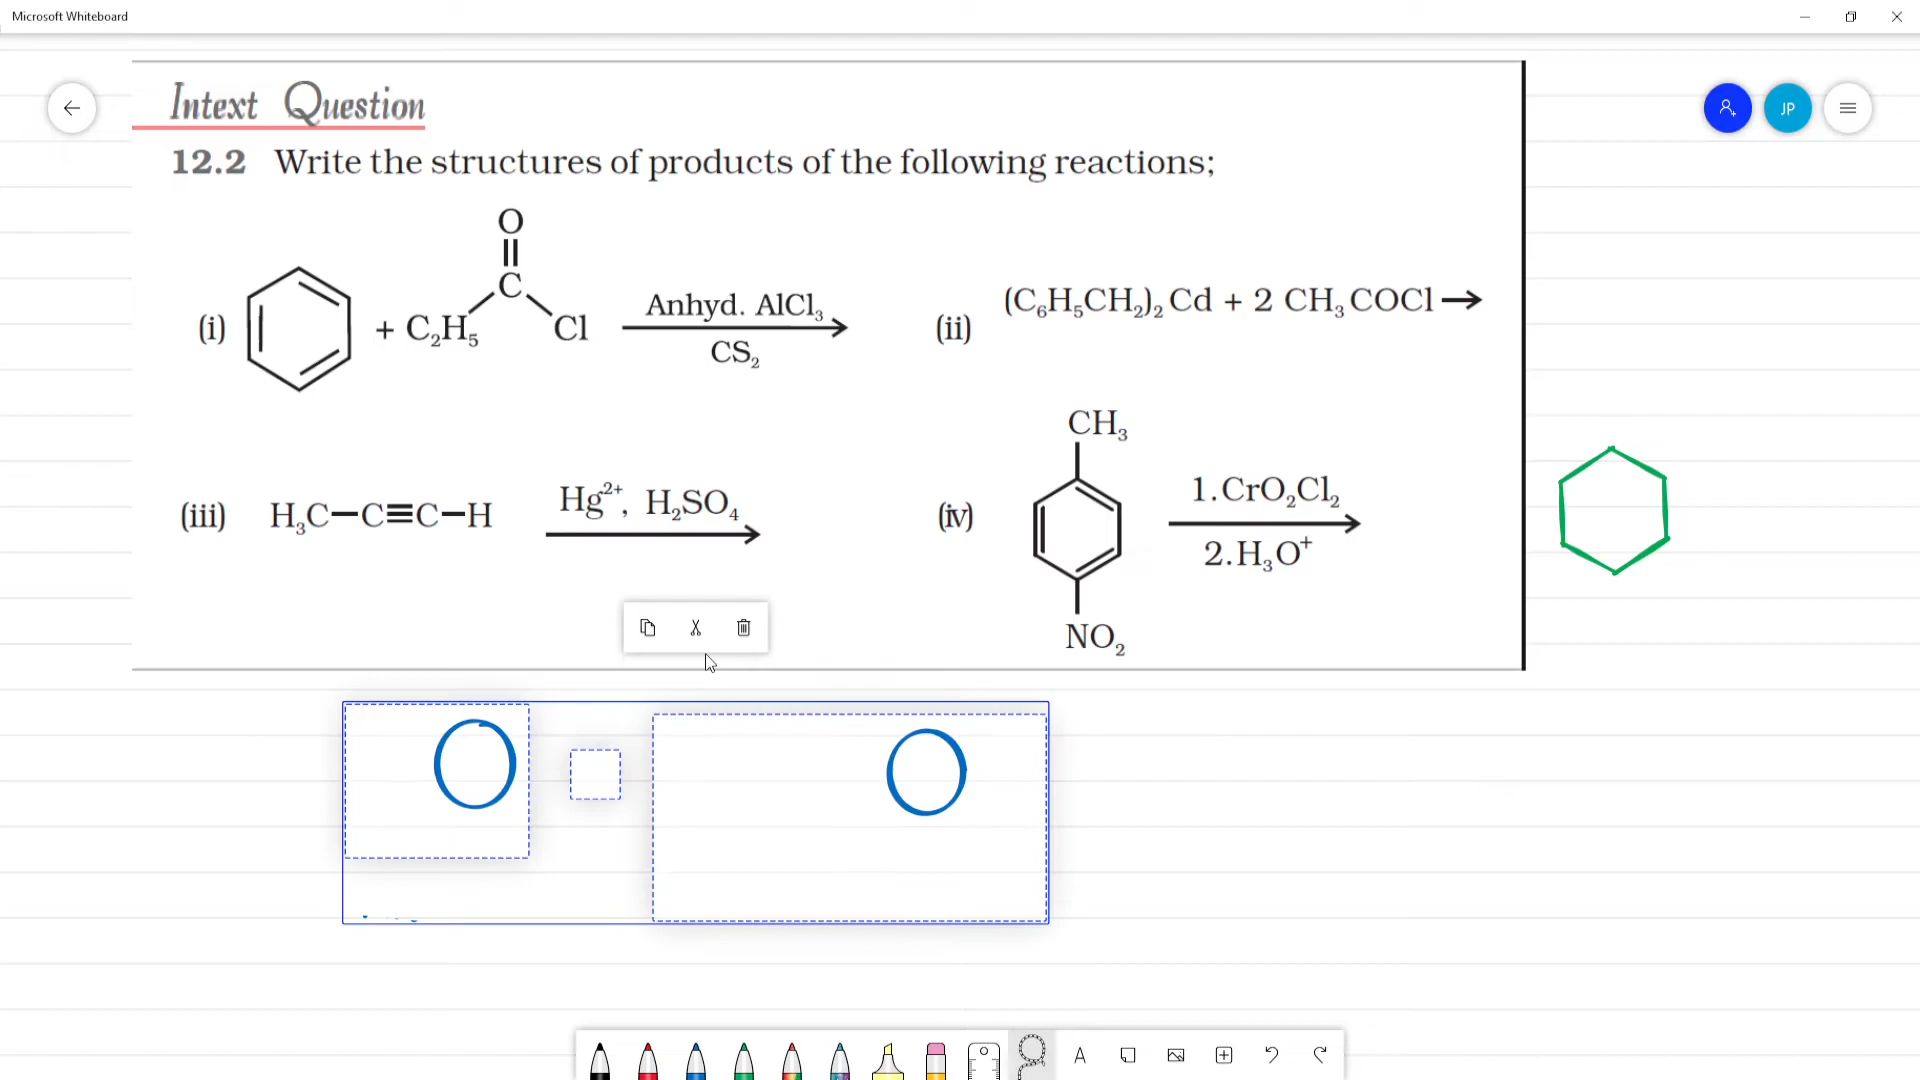 Microsoft Whiteboard
Intext Question
JP
12.2 Write the structures of products of the following reactions;
O
C
(i) + C₂H₅ Cl Anhyd. AlCl₃
CS₂
(ii) (C₆H₅CH₂)₂ Cd + 2 CH₃COCl →
(iii) H₃C−C≡C−H Hg²⁺, H₂SO₄
CH₃
(iv) 1.CrO₂Cl₂
2.H₃O⁺
NO₂
A